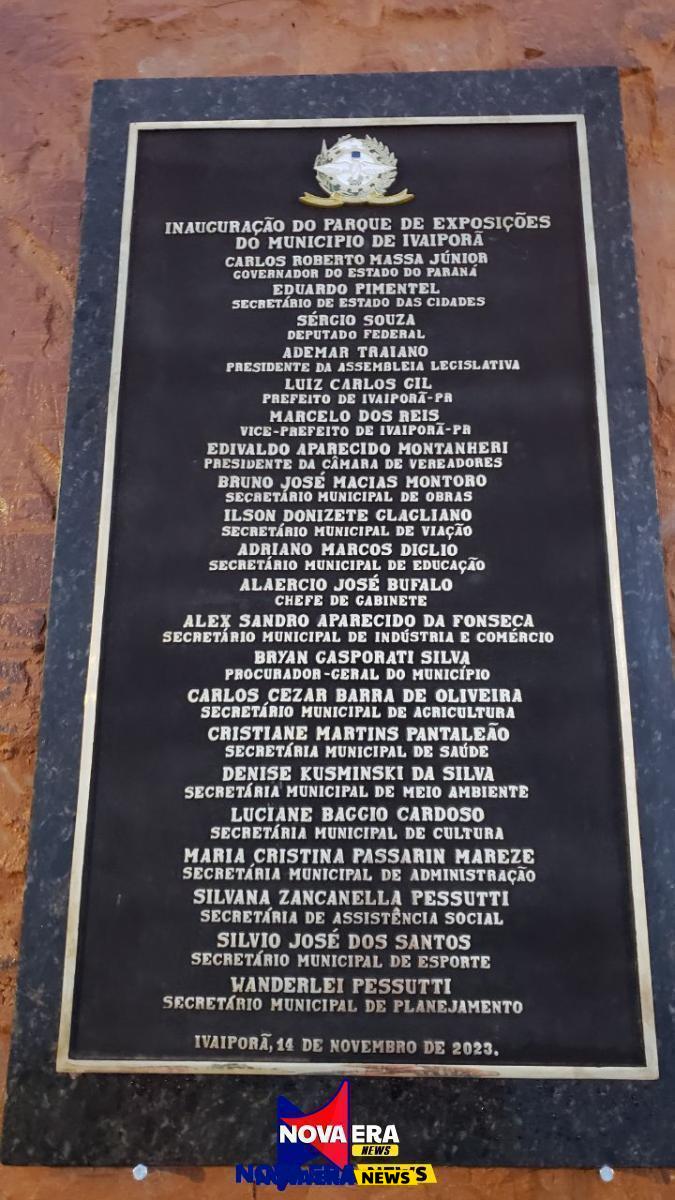 INAUGURAÇÃO DO PARQUE DE EXPOSIÇÕES
DO MUNICIPIO DE IVAIPORÃ
CARLOS ROBERTO MASSA JÚNIOR
GOVERNADOR DO ESTADO DO PARANÁ
EDUARDO PIMENTEL
SECRETÁRIO DE ESTADO DAS CIDADES
SÉRGIO SOUZA
DEPUTADO FEDERAL
ADEMAR TRAIANO
PRESIDENTE DA ASSEMBLEIA LEGISLATIVA
LUIZ CARLOS GIL
PREFEITO DE IVAIPORÃ-PR
MARCELO DOS REIS
VICE-PREFEITO DE IVAIPORÃ-PR
EDIVALDO APARECIDO MONTANHERI
PRESIDENTE DA CÂMARA DE VEREADORES
BRUNO JOSÉ MACIAS MONTORO
SECRETÁRIO MUNICIPAL DE OBRAS
ILSON DONIZETE GLAGLIANO
SECRETÁRIO MUNICIPAL DE VIAÇÃO
ADRIANO MARCOS DIGLIO
SECRETÁRIO MUNICIPAL DE EDUCAÇÃO
ALAERCIO JOSÉ BUFALO
CHEFE DE GABINETE
ALEX SANDRO APARECIDO DA FONSECA
SECRETÁRIO MUNICIPAL DE INDÚSTRIA E COMÉRCIO
BRYAN GASPORATI SILVA
PROCURADOR-GERAL DO MUNICÍPIO
CARLOS CEZAR BARRA DE OLIVEIRA
SECRETÁRIO MUNICIPAL DE AGRICULTURA
CRISTIANE MARTINS PANTALEÃO
SECRETÁRIA MUNICIPAL DE SAÚDE
DENISE KUSMINSKI DA SILVA
SECRETÁRIA MUNICIPAL DE MEIO AMBIENTE
LUCIANE BAGGIO CARDOSO
SECRETÁRIA MUNICIPAL DE CULTURA
MARIA CRISTINA PASSARIN MAREZE
SECRETÁRIA MUNICIPAL DE ADMINISTRAÇÃO
SILVANA ZANCANELLA PESSUTTI
SECRETÁRIA DE ASSISTÊNCIA SOCIAL
SILVIO JOSÉ DOS SANTOS
SECRETÁRIO MUNICIPAL DE ESPORTE
WANDERLEI PESSUTTI
SECRETÁRIO MUNICIPAL DE PLANEJAMENTO
IVAIPORÃ, 14 DE NOVEMBRO DE 2023.
NOVA ERA
NEWS
NEWS